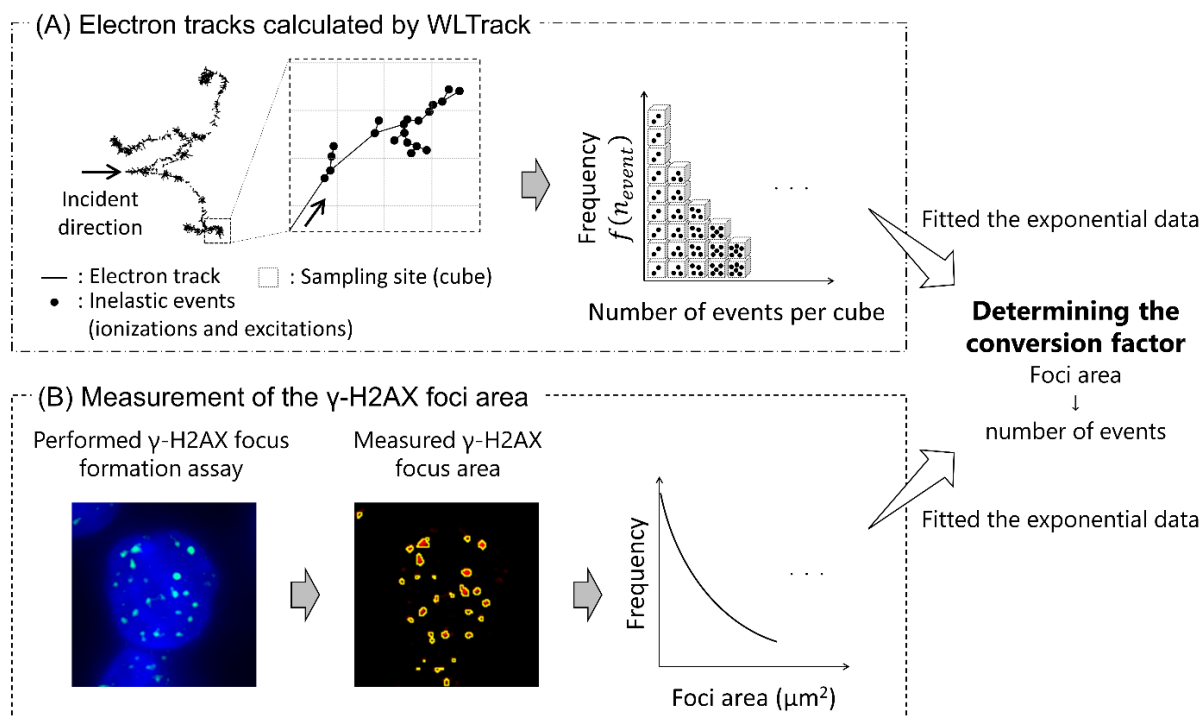 (A) Electron tracks calculated by WLTrack
Incident
direction
: Electron track
: Sampling site (cube)
: Inelastic events
(ionizations and excitations)
Frequency
f(n_event)
. . .
Number of events per cube
Fitted the exponential data
Determining the
conversion factor
Foci area
↓
number of events
Fitted the exponential data
(B) Measurement of the γ-H2AX foci area
Performed γ-H2AX focus
formation assay
Measured γ-H2AX
focus area
Frequency
. . .
Foci area (μm²)